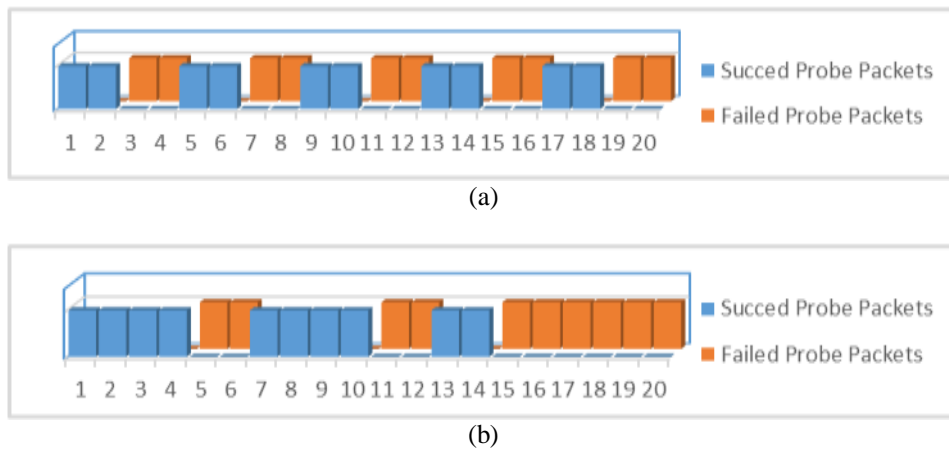 Succed Probe Packets
Failed Probe Packets
1 2 3 4 5 6 7 8 9 10 11 12 13 14 15 16 17 18 19 20
(a)
Succed Probe Packets
Failed Probe Packets
1 2 3 4 5 6 7 8 9 10 11 12 13 14 15 16 17 18 19 20
(b)